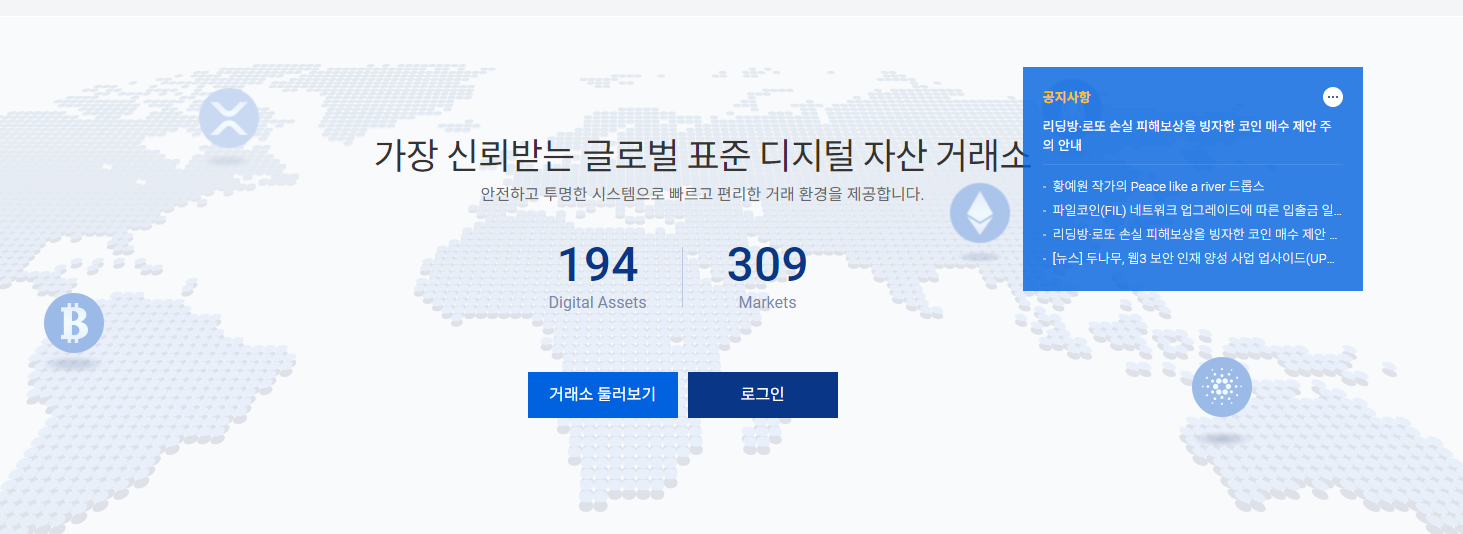 가장 신뢰받는 글로벌 표준 디지털 자산 거래소
안전하고 투명한 시스템으로 빠르고 편리한 거래 환경을 제공합니다.
194
Digital Assets
309
Markets
거래소 둘러보기
로그인
공지사항
리딩방·로또 손실 피해보상을 빙자한 코인 매수 제안 주
의 안내
- 황예원 작가의 Peace like a river 드롭스
- 파일코인(FIL) 네트워크 업그레이드에 따른 입출금 일...
- 리딩방·로또 손실 피해보상을 빙자한 코인 매수 제안 ...
- [뉴스] 두나무, 웹3 보안 인재 양성 사업 업사이드(UP...